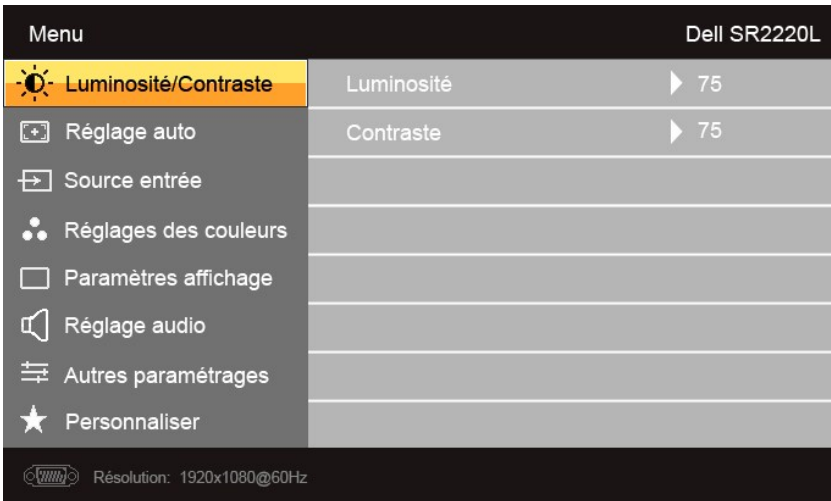 Menu Dell SR2220L
Luminosité/Contraste Luminosité 75
Réglage auto Contraste 75
Source entrée
Réglages des couleurs
Paramètres affichage
Réglage audio
Autres paramétrages
Personnaliser
Résolution: 1920x1080@60Hz